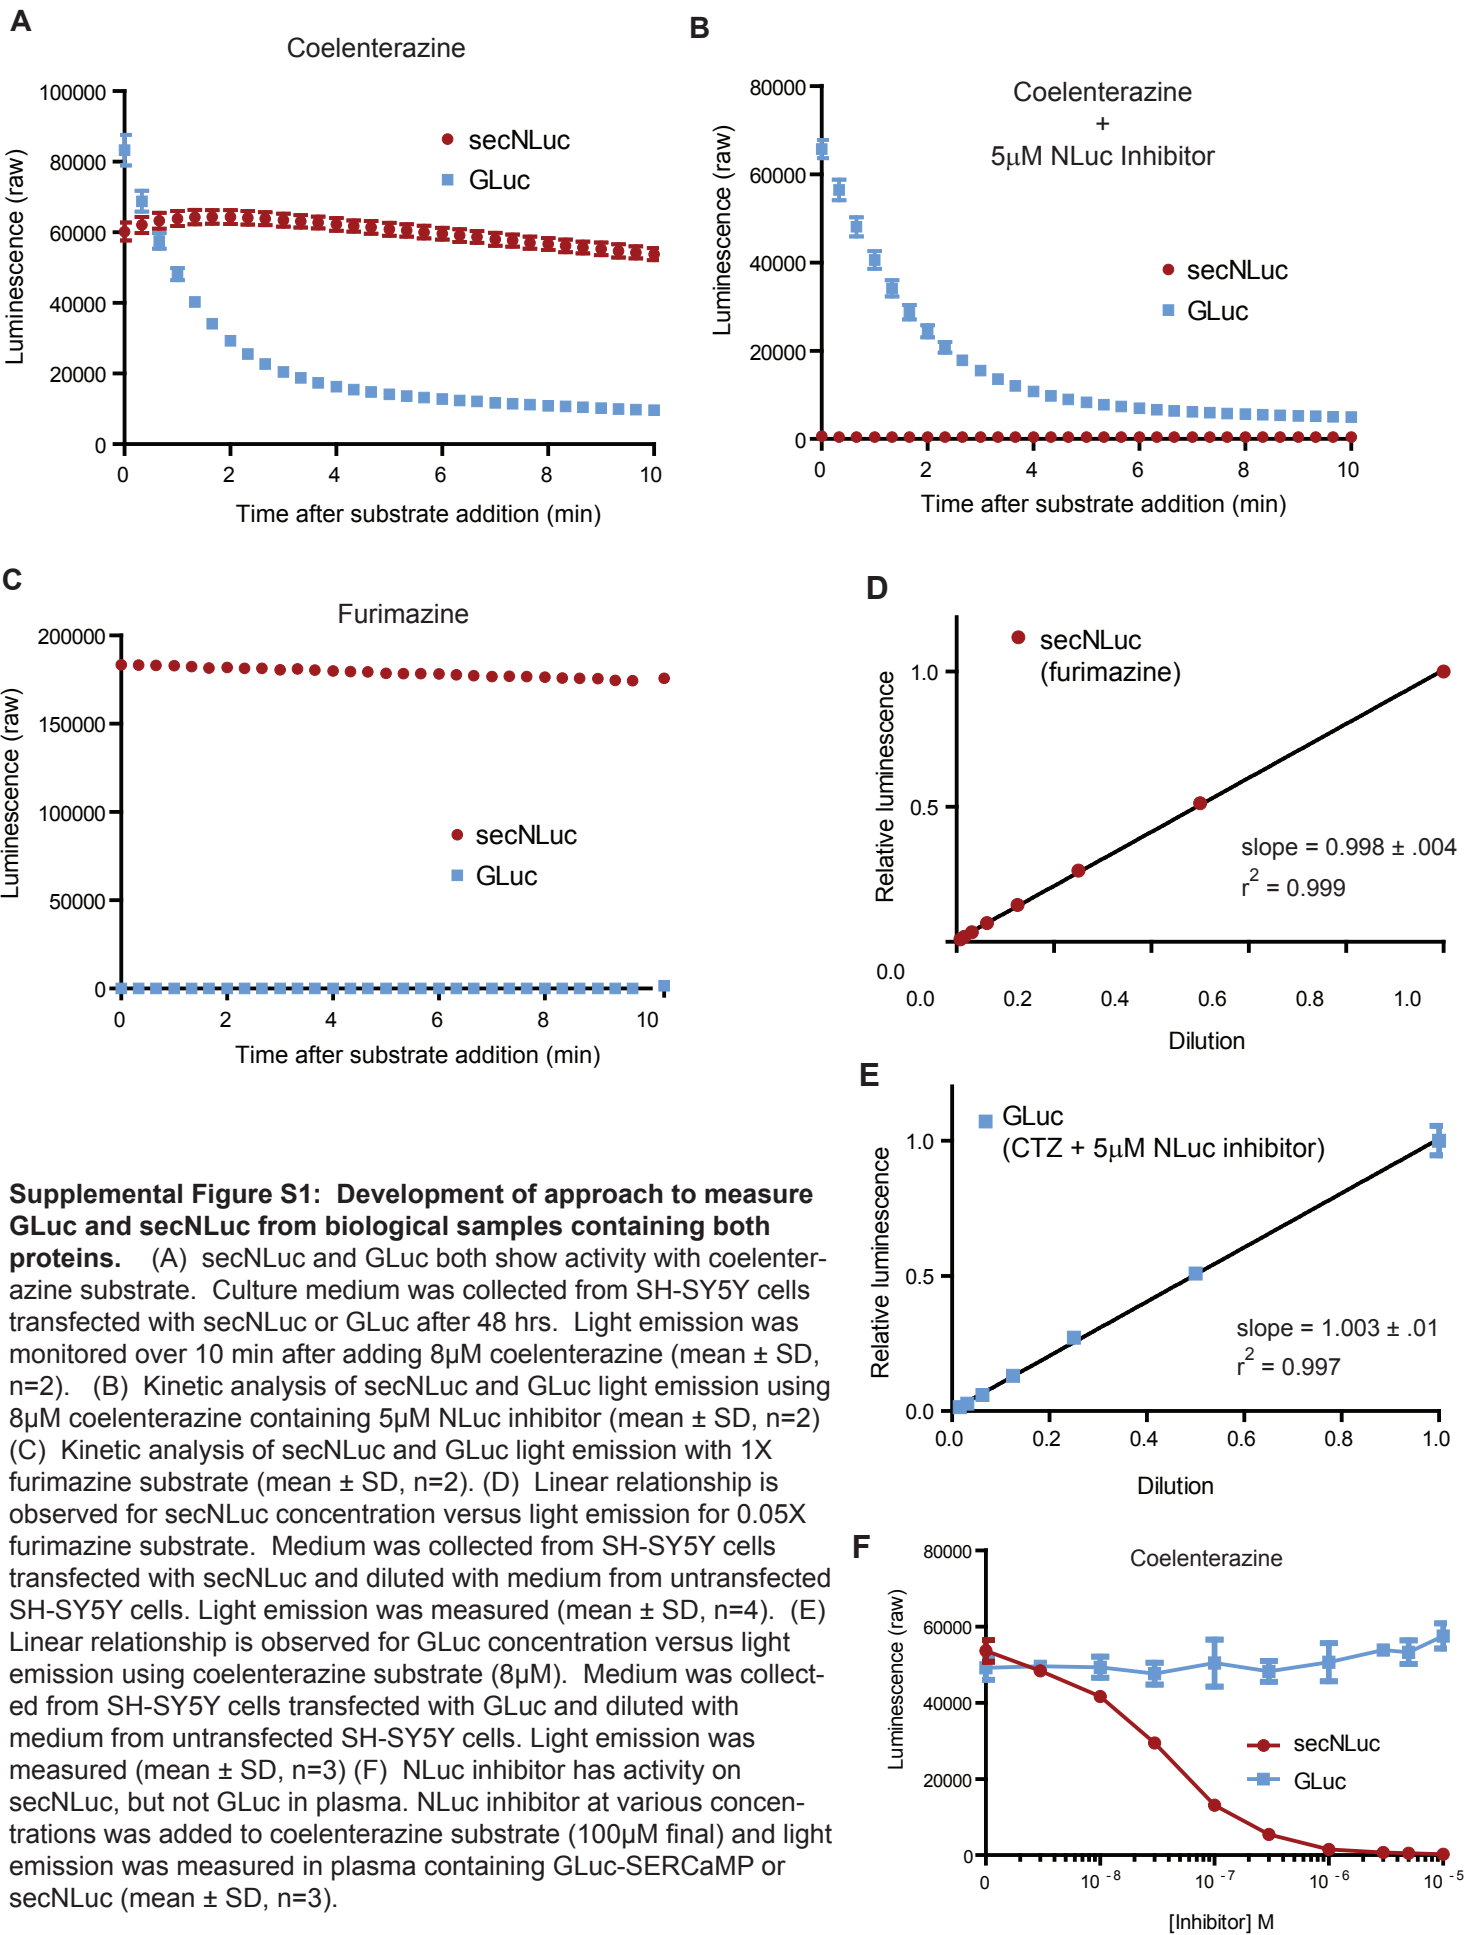 A
Coelenterazine
100000
80000
60000
40000
20000
0
Luminescence (raw)
secNLuc
GLuc
0 2 4 6 8 10
Time after substrate addition (min)
B
Coelenterazine
+
5μM NLuc Inhibitor
80000
60000
40000
20000
0
Luminescence (raw)
secNLuc
GLuc
0 2 4 6 8 10
Time after substrate addition (min)
C
Furimazine
200000
150000
100000
50000
0
Luminescence (raw)
secNLuc
GLuc
0 2 4 6 8 10
Time after substrate addition (min)
D
secNLuc
(furimazine)
1.0
0.5
0.0
Relative luminescence
slope = 0.998 ± .004
r2 = 0.999
0.0 0.2 0.4 0.6 0.8 1.0
Dilution
E
GLuc
(CTZ + 5μM NLuc inhibitor)
1.0
0.5
0.0
Relative luminescence
slope = 1.003 ± .01
r2 = 0.997
0.0 0.2 0.4 0.6 0.8 1.0
Dilution
F
Coelenterazine
80000
60000
40000
20000
0
Luminescence (raw)
secNLuc
GLuc
0 10-8 10-7 10-6 10-5
[Inhibitor] M
Supplemental Figure S1: Development of approach to measure
GLuc and secNLuc from biological samples containing both
proteins. (A) secNLuc and GLuc both show activity with coelenter-
azine substrate. Culture medium was collected from SH-SY5Y cells
transfected with secNLuc or GLuc after 48 hrs. Light emission was
monitored over 10 min after adding 8μM coelenterazine (mean ± SD,
n=2). (B) Kinetic analysis of secNLuc and GLuc light emission using
8μM coelenterazine containing 5μM NLuc inhibitor (mean ± SD, n=2)
(C) Kinetic analysis of secNLuc and GLuc light emission with 1X
furimazine substrate (mean ± SD, n=2). (D) Linear relationship is
observed for secNLuc concentration versus light emission for 0.05X
furimazine substrate. Medium was collected from SH-SY5Y cells
transfected with secNLuc and diluted with medium from untransfected
SH-SY5Y cells. Light emission was measured (mean ± SD, n=4). (E)
Linear relationship is observed for GLuc concentration versus light
emission using coelenterazine substrate (8μM). Medium was collect-
ed from SH-SY5Y cells transfected with GLuc and diluted with
medium from untransfected SH-SY5Y cells. Light emission was
measured (mean ± SD, n=3) (F) NLuc inhibitor has activity on
secNLuc, but not GLuc in plasma. NLuc inhibitor at various concen-
trations was added to coelenterazine substrate (100μM final) and light
emission was measured in plasma containing GLuc-SERCaMP or
secNLuc (mean ± SD, n=3).